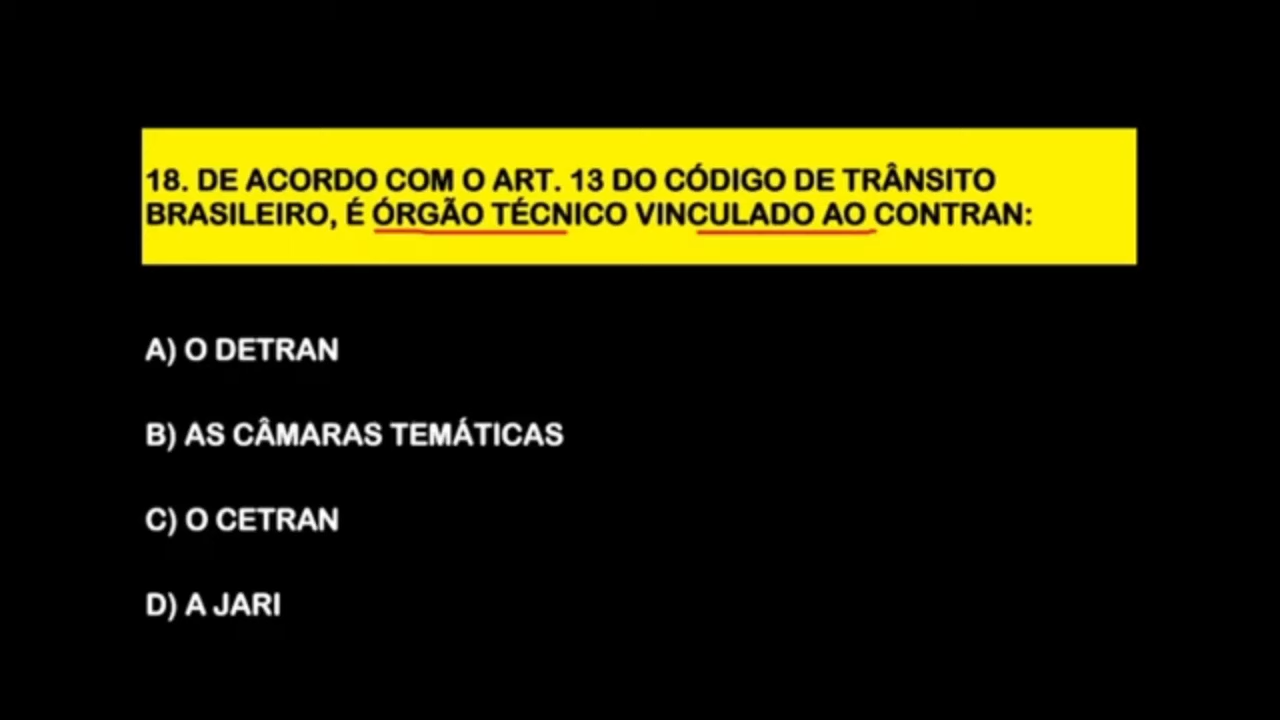 18. DE ACORDO COM O ART. 13 DO CÓDIGO DE TRÂNSITO
BRASILEIRO, É ÓRGÃO TÉCNICO VINCULADO AO CONTRAN:
A) O DETRAN
B) AS CÂMARAS TEMÁTICAS
C) O CETRAN
D) A JARI